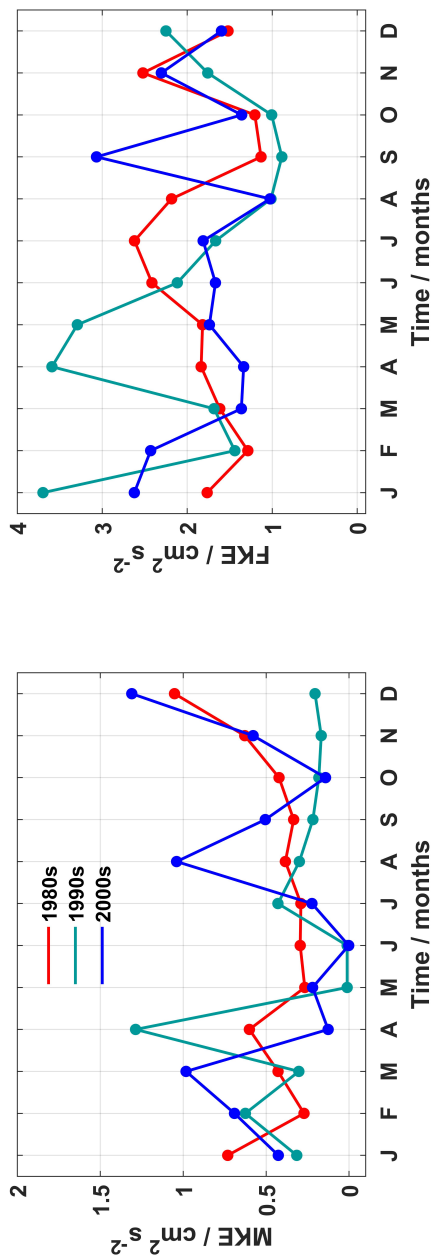 MKE / cm² s⁻²
2
1.5
1
0.5
0
1980s
1990s
2000s
J F M A M J J A S O N D
Time / months
FKE / cm² s⁻²
4
3
2
1
0
J F M A M J J A S O N D
Time / months